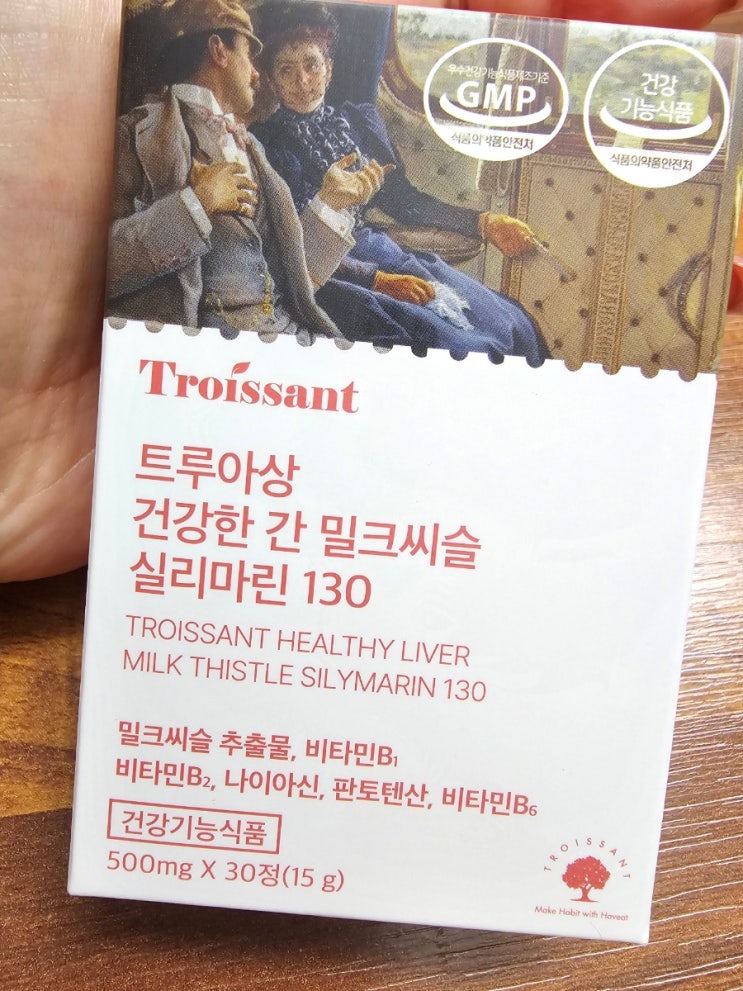 우수건강기능식품제조기준
GMP
식품의약품안전처
건강
기능식품
식품의약품안전처
Troissant
트루아상
건강한 간 밀크씨슬
실리마린 130
TROISSANT HEALTHY LIVER
MILK THISTLE SILYMARIN 130
밀크씨슬 추출물, 비타민B₁
비타민B₂, 나이아신, 판토텐산, 비타민B₆
건강기능식품
500mg X 30정(15 g)
TROISSANT
Make Habit with Haveat